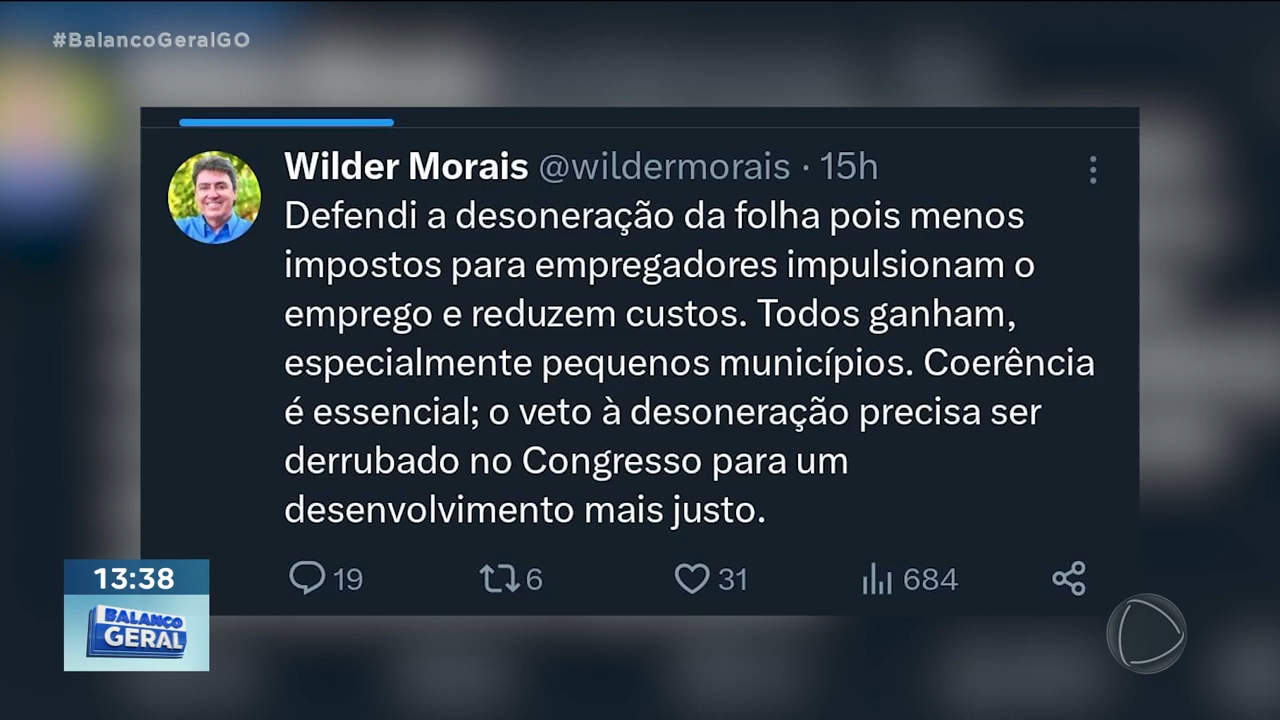 #BalancoGeralGO
Wilder Morais @wildermorais · 15h
Defendi a desoneração da folha pois menos
impostos para empregadores impulsionam o
emprego e reduzem custos. Todos ganham,
especialmente pequenos municípios. Coerência
é essencial; o veto à desoneração precisa ser
derrubado no Congresso para um
desenvolvimento mais justo.
19 6 31 684
13:38
BALANÇO
GERAL